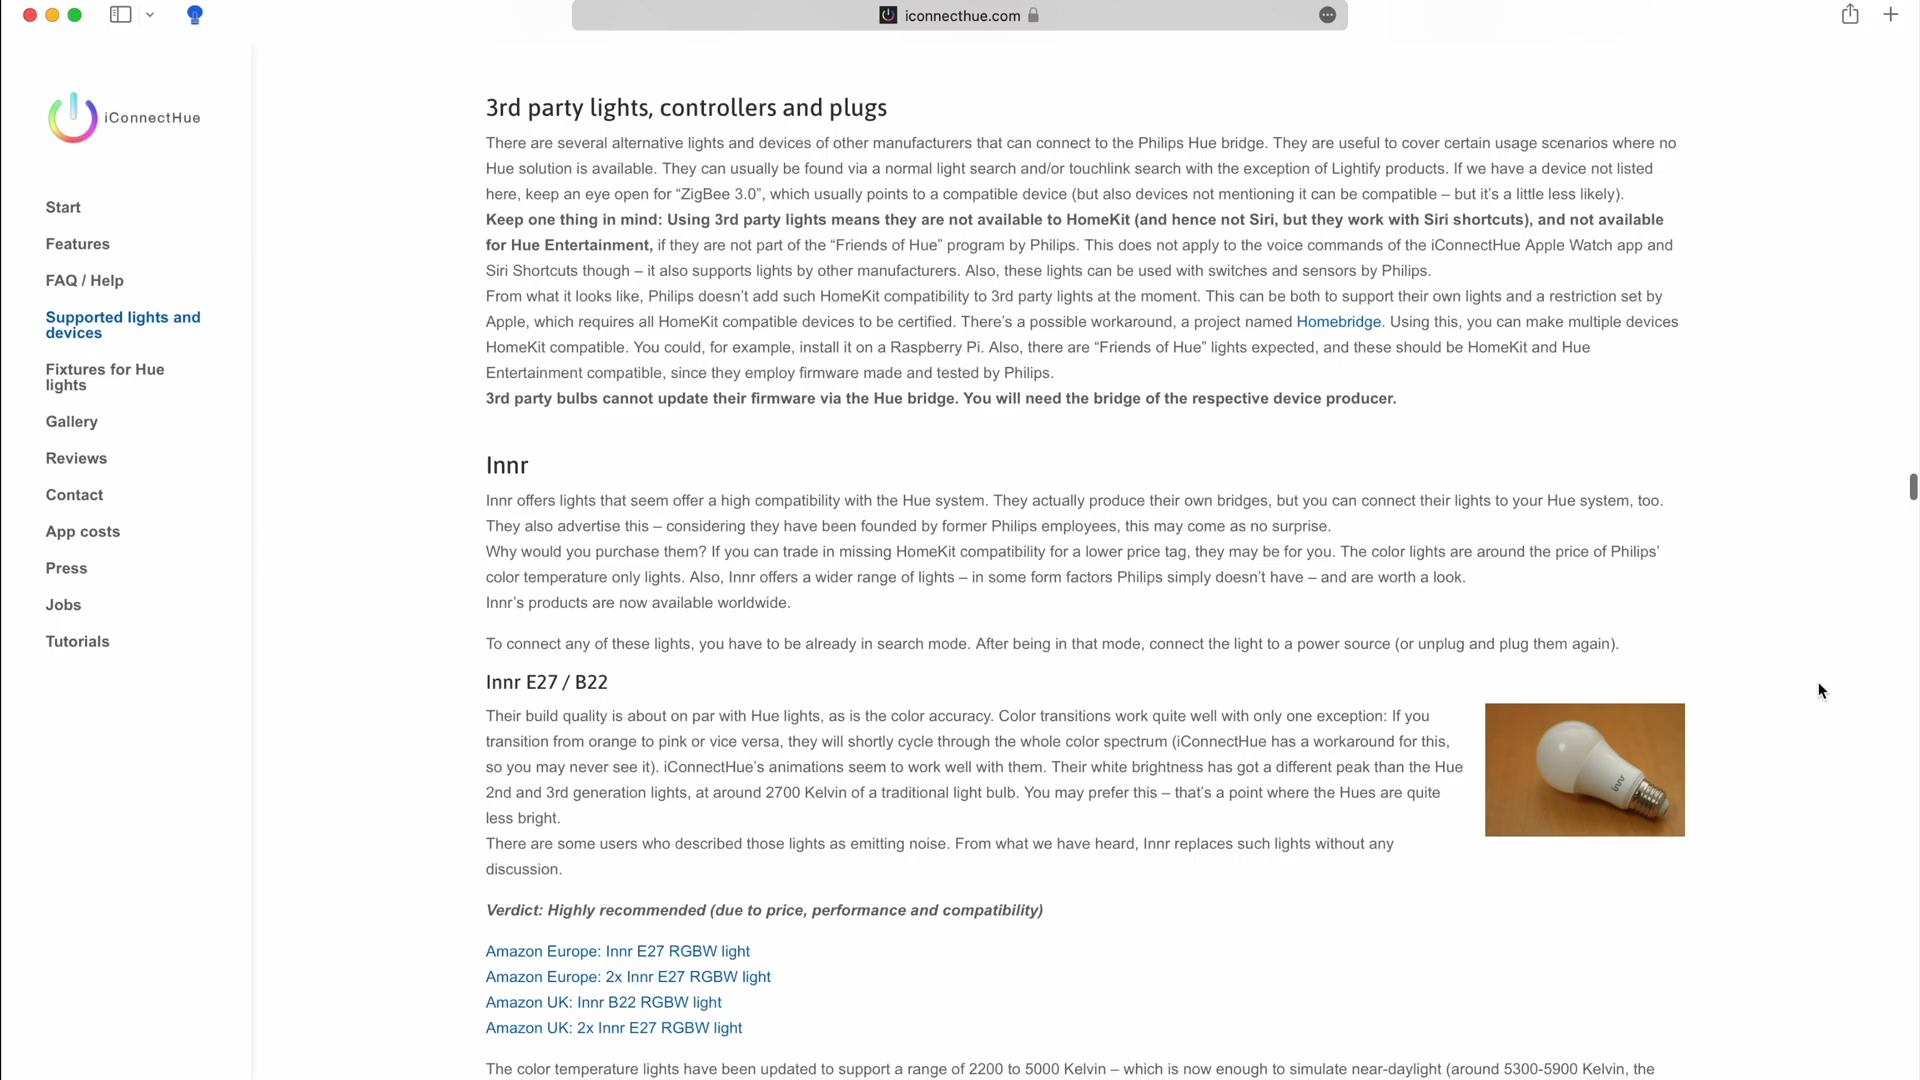 iconnecthue.com
iConnectHue
Start
Features
FAQ / Help
Supported lights and
devices
Fixtures for Hue
lights
Gallery
Reviews
Contact
App costs
Press
Jobs
Tutorials
3rd party lights, controllers and plugs
There are several alternative lights and devices of other manufacturers that can connect to the Philips Hue bridge. They are useful to cover certain usage scenarios where no
Hue solution is available. They can usually be found via a normal light search and/or touchlink search with the exception of Lightify products. If we have a device not listed
here, keep an eye open for “ZigBee 3.0”, which usually points to a compatible device (but also devices not mentioning it can be compatible – but it’s a little less likely).
Keep one thing in mind: Using 3rd party lights means they are not available to HomeKit (and hence not Siri, but they work with Siri shortcuts), and not available
for Hue Entertainment, if they are not part of the “Friends of Hue” program by Philips. This does not apply to the voice commands of the iConnectHue Apple Watch app and
Siri Shortcuts though – it also supports lights by other manufacturers. Also, these lights can be used with switches and sensors by Philips.
From what it looks like, Philips doesn’t add such HomeKit compatibility to 3rd party lights at the moment. This can be both to support their own lights and a restriction set by
Apple, which requires all HomeKit compatible devices to be certified. There’s a possible workaround, a project named Homebridge. Using this, you can make multiple devices
HomeKit compatible. You could, for example, install it on a Raspberry Pi. Also, there are “Friends of Hue” lights expected, and these should be HomeKit and Hue
Entertainment compatible, since they employ firmware made and tested by Philips.
3rd party bulbs cannot update their firmware via the Hue bridge. You will need the bridge of the respective device producer.
Innr
Innr offers lights that seem offer a high compatibility with the Hue system. They actually produce their own bridges, but you can connect their lights to your Hue system, too.
They also advertise this – considering they have been founded by former Philips employees, this may come as no surprise.
Why would you purchase them? If you can trade in missing HomeKit compatibility for a lower price tag, they may be for you. The color lights are around the price of Philips’
color temperature only lights. Also, Innr offers a wider range of lights – in some form factors Philips simply doesn’t have – and are worth a look.
Innr’s products are now available worldwide.
To connect any of these lights, you have to be already in search mode. After being in that mode, connect the light to a power source (or unplug and plug them again).
Innr E27 / B22
Their build quality is about on par with Hue lights, as is the color accuracy. Color transitions work quite well with only one exception: If you
transition from orange to pink or vice versa, they will shortly cycle through the whole color spectrum (iConnectHue has a workaround for this,
so you may never see it). iConnectHue’s animations seem to work well with them. Their white brightness has got a different peak than the Hue
2nd and 3rd generation lights, at around 2700 Kelvin of a traditional light bulb. You may prefer this – that’s a point where the Hues are quite
less bright.
There are some users who described those lights as emitting noise. From what we have heard, Innr replaces such lights without any
discussion.
innr
Verdict: Highly recommended (due to price, performance and compatibility)
Amazon Europe: Innr E27 RGBW light
Amazon Europe: 2x Innr E27 RGBW light
Amazon UK: Innr B22 RGBW light
Amazon UK: 2x Innr E27 RGBW light
The color temperature lights have been updated to support a range of 2200 to 5000 Kelvin – which is now enough to simulate near-daylight (around 5300-5900 Kelvin, the